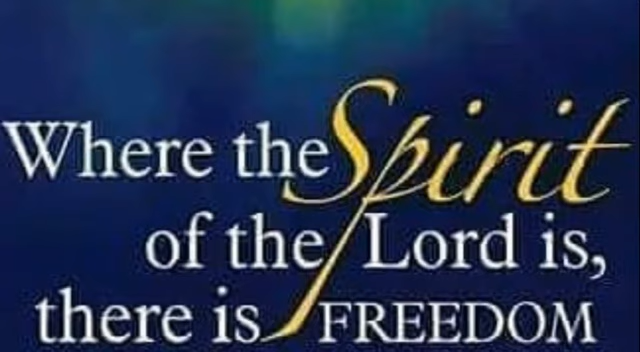 Where the Spirit
of the Lord is,
there is FREEDOM